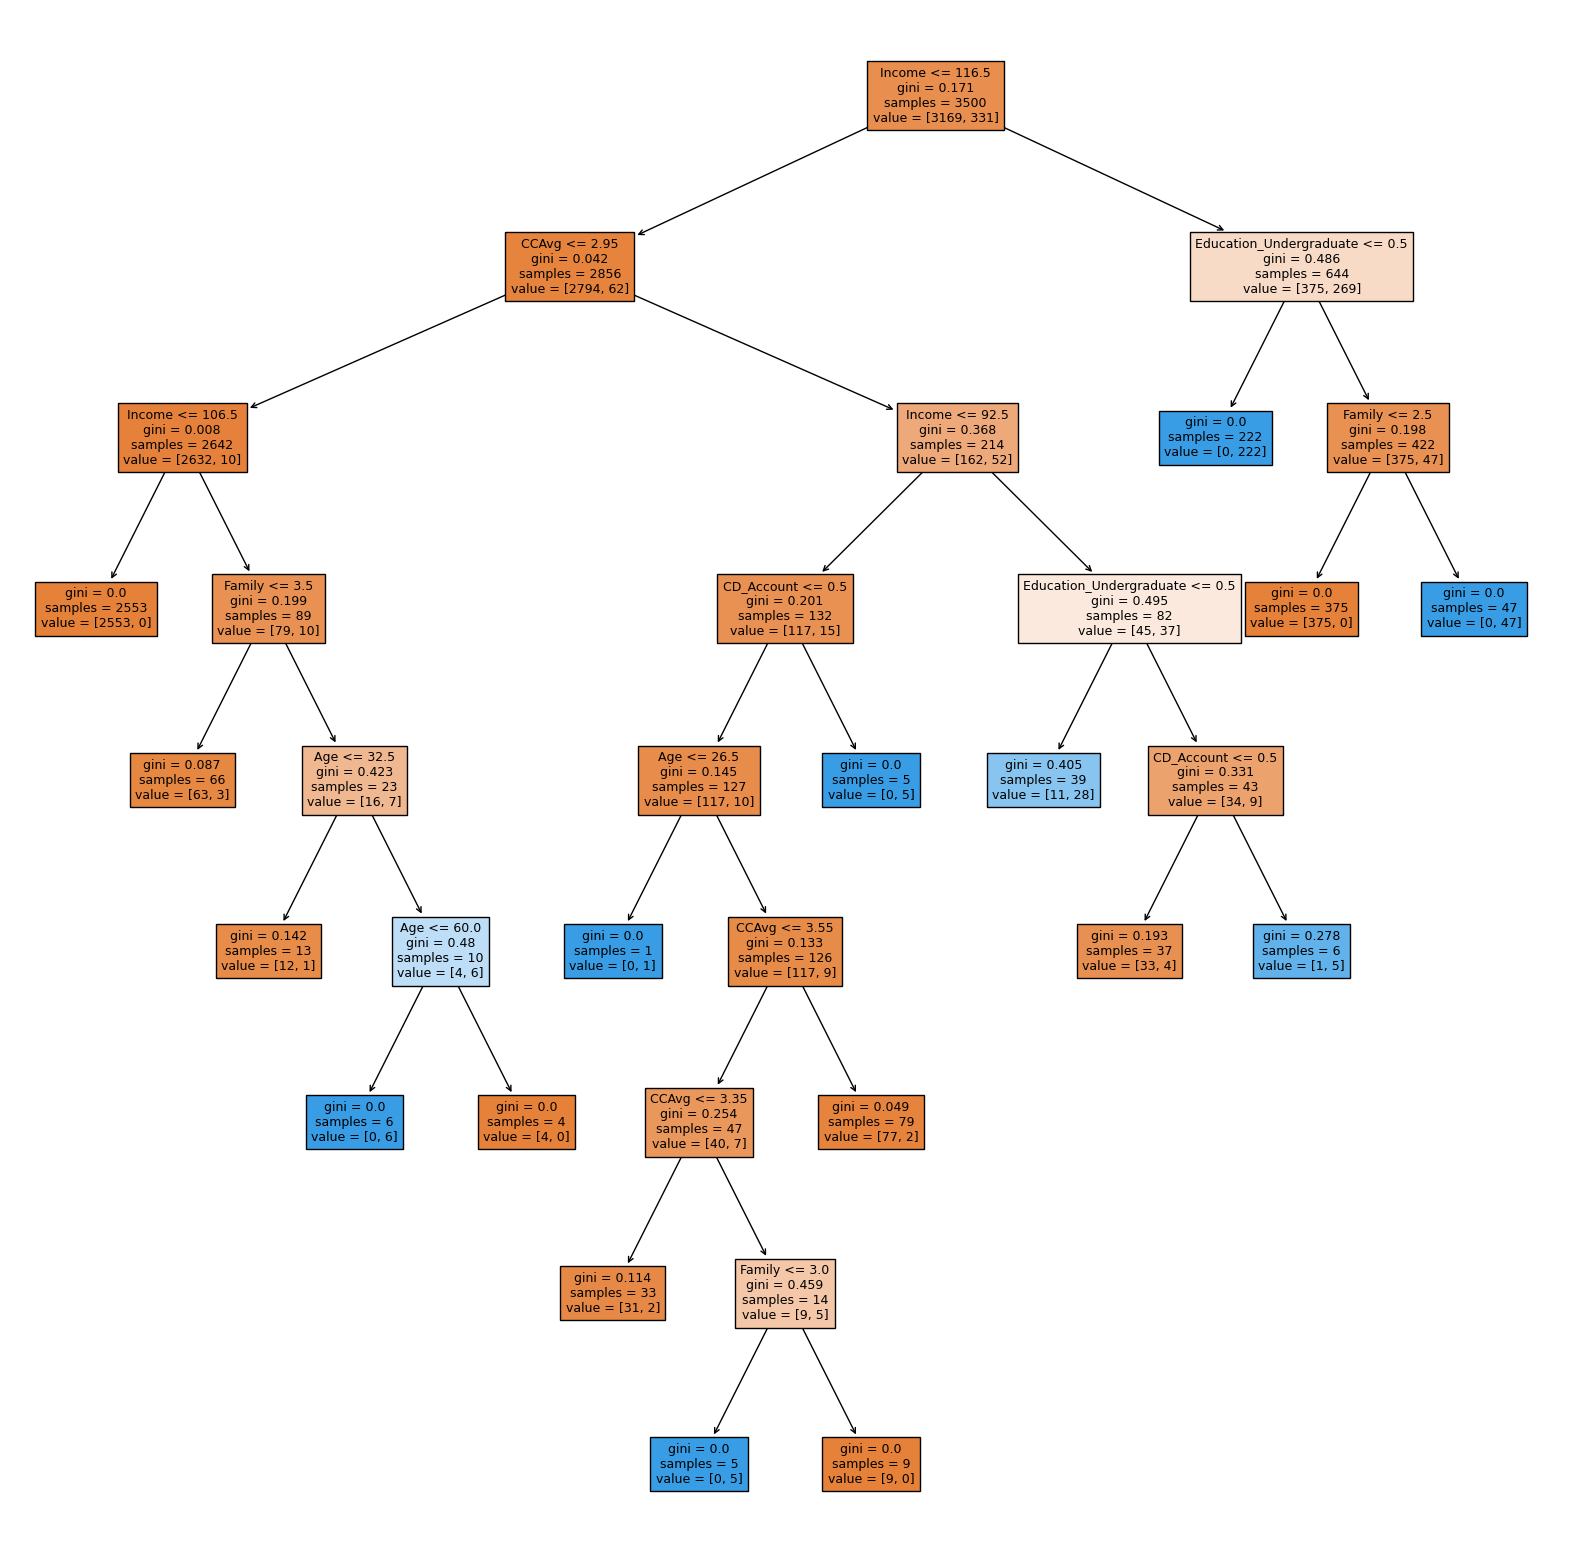 Income <= 116.5
gini = 0.171
samples = 3500
value = [3169, 331]
CCAvg <= 2.95
gini = 0.042
samples = 2856
value = [2794, 62]
Education_Undergraduate <= 0.5
gini = 0.486
samples = 644
value = [375, 269]
Income <= 106.5
gini = 0.008
samples = 2642
value = [2632, 10]
Income <= 92.5
gini = 0.368
samples = 214
value = [162, 52]
gini = 0.0
samples = 222
value = [0, 222]
Family <= 2.5
gini = 0.198
samples = 422
value = [375, 47]
gini = 0.0
samples = 2553
value = [2553, 0]
Family <= 3.5
gini = 0.199
samples = 89
value = [79, 10]
CD_Account <= 0.5
gini = 0.201
samples = 132
value = [117, 15]
Education_Undergraduate <= 0.5
gini = 0.495
samples = 82
value = [45, 37]
gini = 0.0
samples = 375
value = [375, 0]
gini = 0.0
samples = 47
value = [0, 47]
gini = 0.087
samples = 66
value = [63, 3]
Age <= 32.5
gini = 0.423
samples = 23
value = [16, 7]
Age <= 26.5
gini = 0.145
samples = 127
value = [117, 10]
gini = 0.0
samples = 5
value = [0, 5]
gini = 0.405
samples = 39
value = [11, 28]
CD_Account <= 0.5
gini = 0.331
samples = 43
value = [34, 9]
gini = 0.142
samples = 13
value = [12, 1]
Age <= 60.0
gini = 0.48
samples = 10
value = [4, 6]
gini = 0.0
samples = 1
value = [0, 1]
CCAvg <= 3.55
gini = 0.133
samples = 126
value = [117, 9]
gini = 0.193
samples = 37
value = [33, 4]
gini = 0.278
samples = 6
value = [1, 5]
gini = 0.0
samples = 6
value = [0, 6]
gini = 0.0
samples = 4
value = [4, 0]
CCAvg <= 3.35
gini = 0.254
samples = 47
value = [40, 7]
gini = 0.049
samples = 79
value = [77, 2]
gini = 0.114
samples = 33
value = [31, 2]
Family <= 3.0
gini = 0.459
samples = 14
value = [9, 5]
gini = 0.0
samples = 5
value = [0, 5]
gini = 0.0
samples = 9
value = [9, 0]